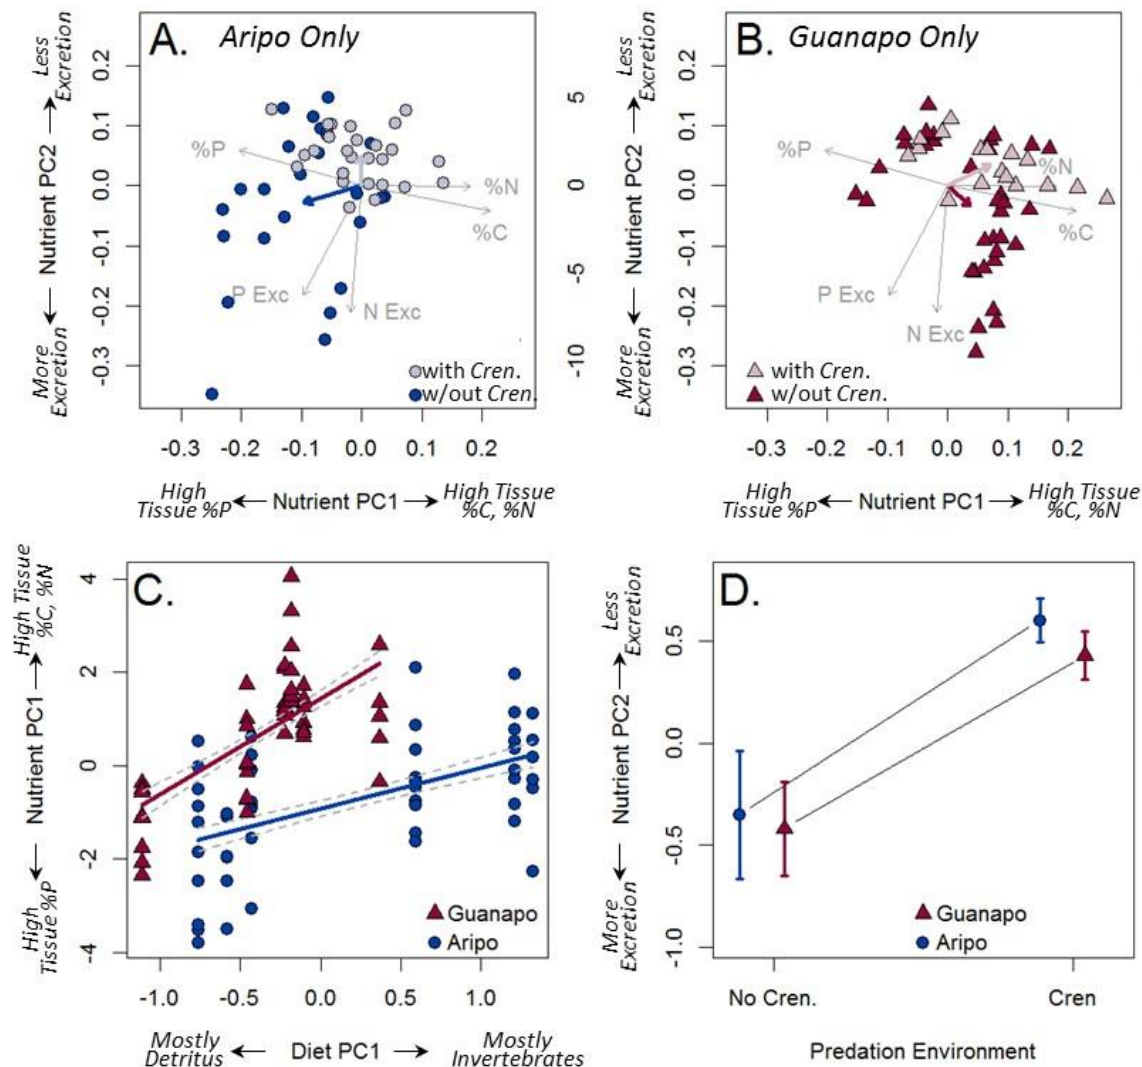 A. Aripo Only
Less Excretion
Nutrient PC2
More Excretion
0.2
0.1
0.0
-0.1
-0.2
-0.3
5
0
-5
-10
%P
%N
%C
P Exc
N Exc
with Cren.
w/out Cren.
-0.3 -0.2 -0.1 0.0 0.1 0.2
High Tissue %P
Nutrient PC1
High Tissue %C, %N
B. Guanapo Only
Less Excretion
Nutrient PC2
More Excretion
0.2
0.1
0.0
-0.1
-0.2
-0.3
%P
%N
%C
P Exc
N Exc
with Cren.
w/out Cren.
-0.3 -0.2 -0.1 0.0 0.1 0.2
High Tissue %P
Nutrient PC1
High Tissue %C, %N
C.
High Tissue %C, %N
Nutrient PC1
High Tissue %P
4
2
0
-2
-4
Guanapo
Aripo
-1.0 -0.5 0.0 0.5 1.0
Mostly Detritus
Diet PC1
Mostly Invertebrates
D.
Less Excretion
Nutrient PC2
More Excretion
0.5
0.0
-0.5
-1.0
Guanapo
Aripo
No Cren.
Cren
Predation Environment